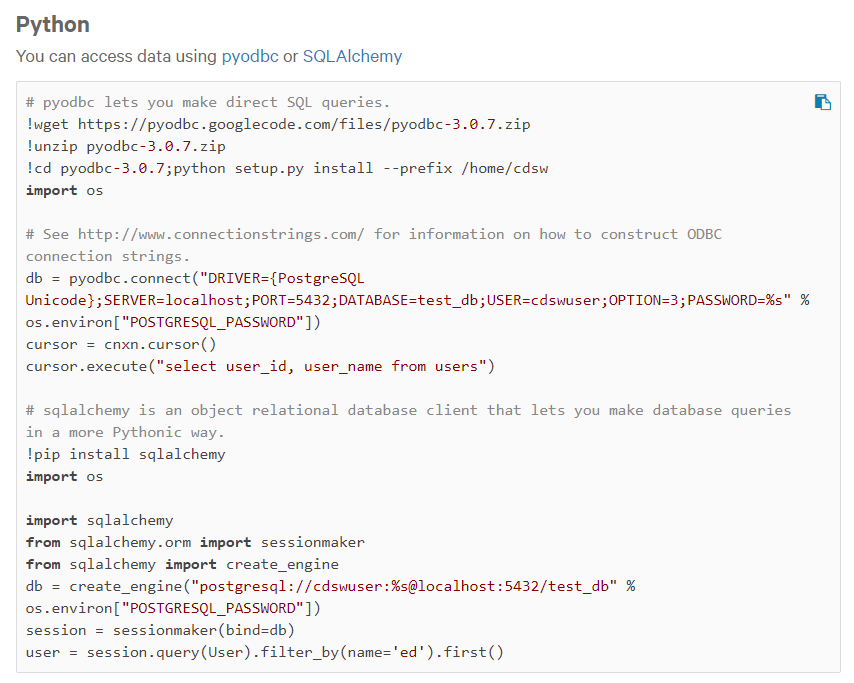 Python
You can access data using pyodbc or SQLAlchemy
# pyodbc lets you make direct SQL queries.
!wget https://pyodbc.googlecode.com/files/pyodbc-3.0.7.zip
!unzip pyodbc-3.0.7.zip
!cd pyodbc-3.0.7;python setup.py install --prefix /home/cdsw
import os
# See http://www.connectionstrings.com/ for information on how to construct ODBC
connection strings.
db = pyodbc.connect("DRIVER={PostgreSQL
Unicode};SERVER=localhost;PORT=5432;DATABASE=test_db;USER=cdswuser;OPTION=3;PASSWORD=%s" %
os.environ["POSTGRESQL_PASSWORD"])
cursor = cnxn.cursor()
cursor.execute("select user_id, user_name from users")
# sqlalchemy is an object relational database client that lets you make database queries
in a more Pythonic way.
!pip install sqlalchemy
import os
import sqlalchemy
from sqlalchemy.orm import sessionmaker
from sqlalchemy import create_engine
db = create_engine("postgresql://cdswuser:%s@localhost:5432/test_db" %
os.environ["POSTGRESQL_PASSWORD"])
session = sessionmaker(bind=db)
user = session.query(User).filter_by(name='ed').first()